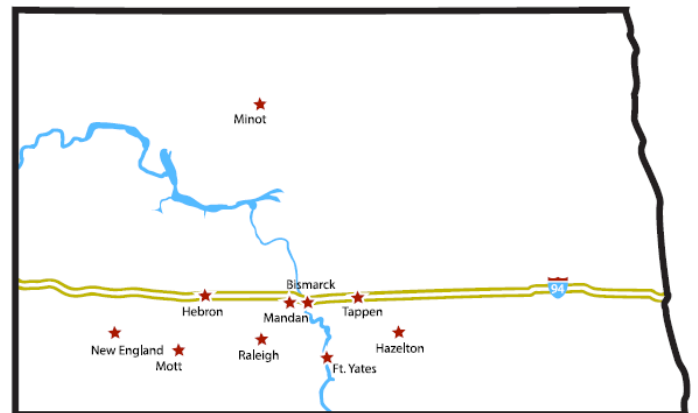 Minot
Bismarck
94
Hebron
Mandan
Tappen
New England
Mott
Raleigh
Hazelton
Ft. Yates